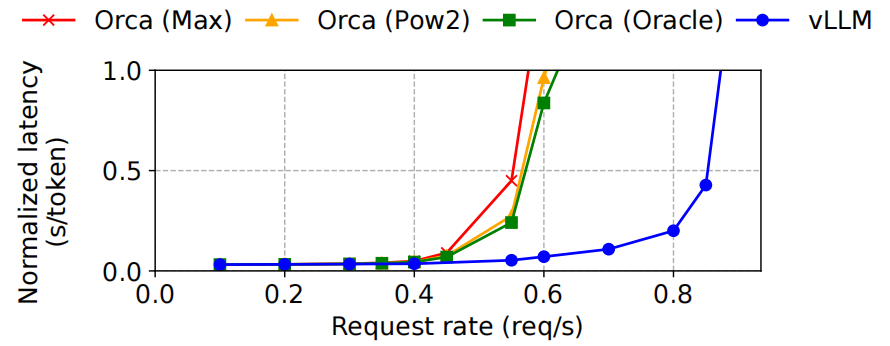 Orca (Max) Orca (Pow2) Orca (Oracle) vLLM
Normalized latency
(s/token)
1.0
0.5
0.0
0.0 0.2 0.4 0.6 0.8
Request rate (req/s)